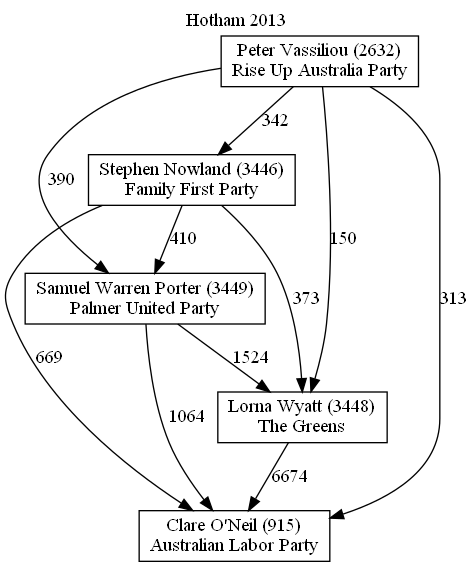 Hotham 2013
Peter Vassiliou (2632)
Rise Up Australia Party
342
Stephen Nowland (3446)
Family First Party
390
410
150
Samuel Warren Porter (3449)
Palmer United Party
373
313
669
1524
Lorna Wyatt (3448)
The Greens
1064
6674
Clare O'Neil (915)
Australian Labor Party